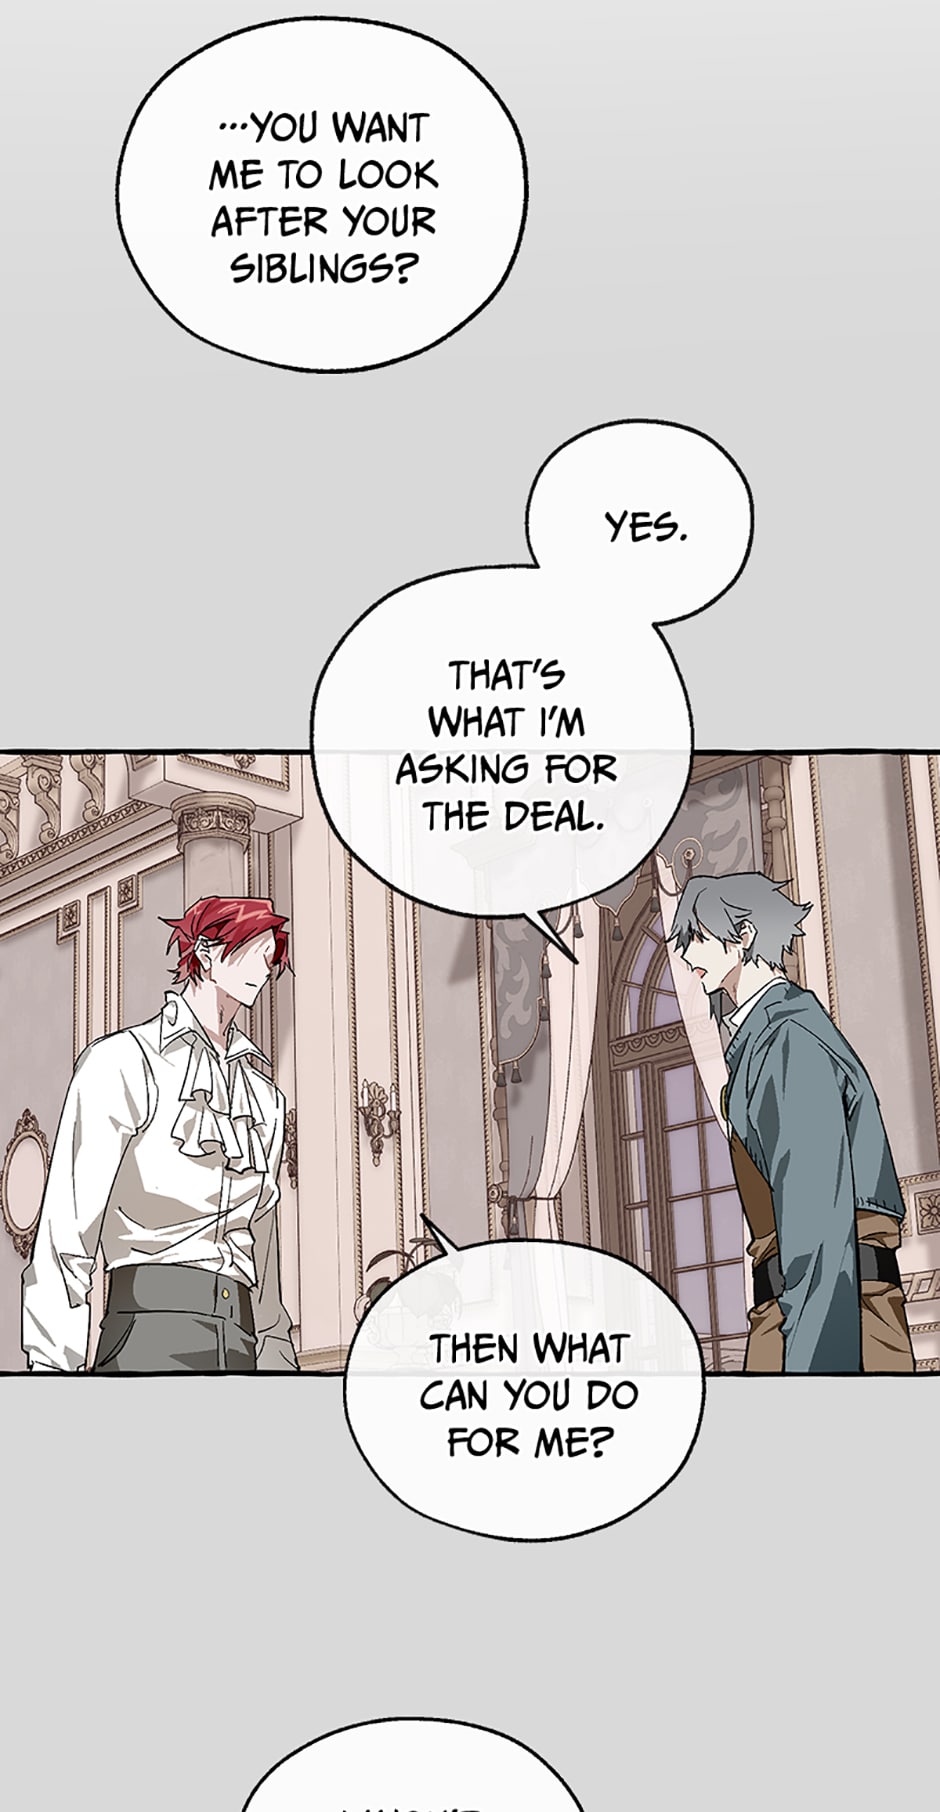 ...YOU WANT
ME TO LOOK
AFTER YOUR
SIBLINGS?
YES.
THAT'S
WHAT I'M
ASKING FOR
THE DEAL.
THEN WHAT
CAN YOU DO
FOR ME?